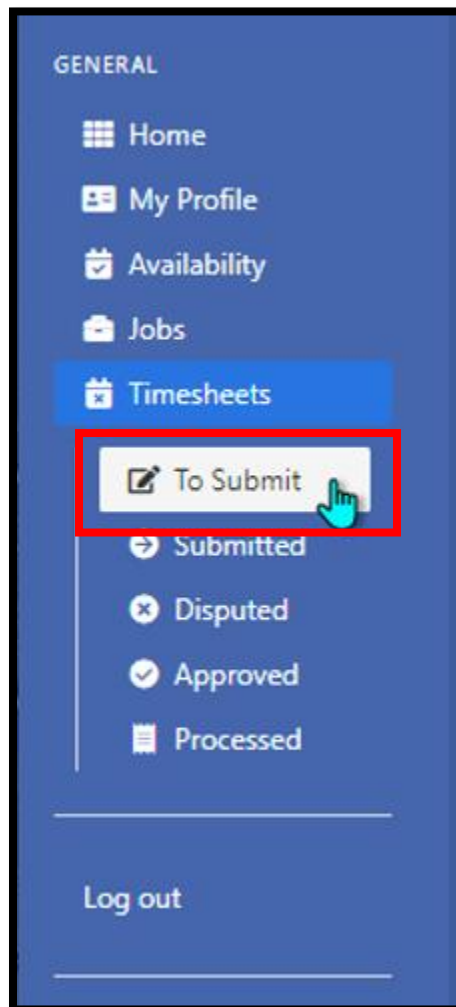 GENERAL
Home
My Profile
Availability
Jobs
Timesheets
To Submit
Submitted
Disputed
Approved
Processed
Log out